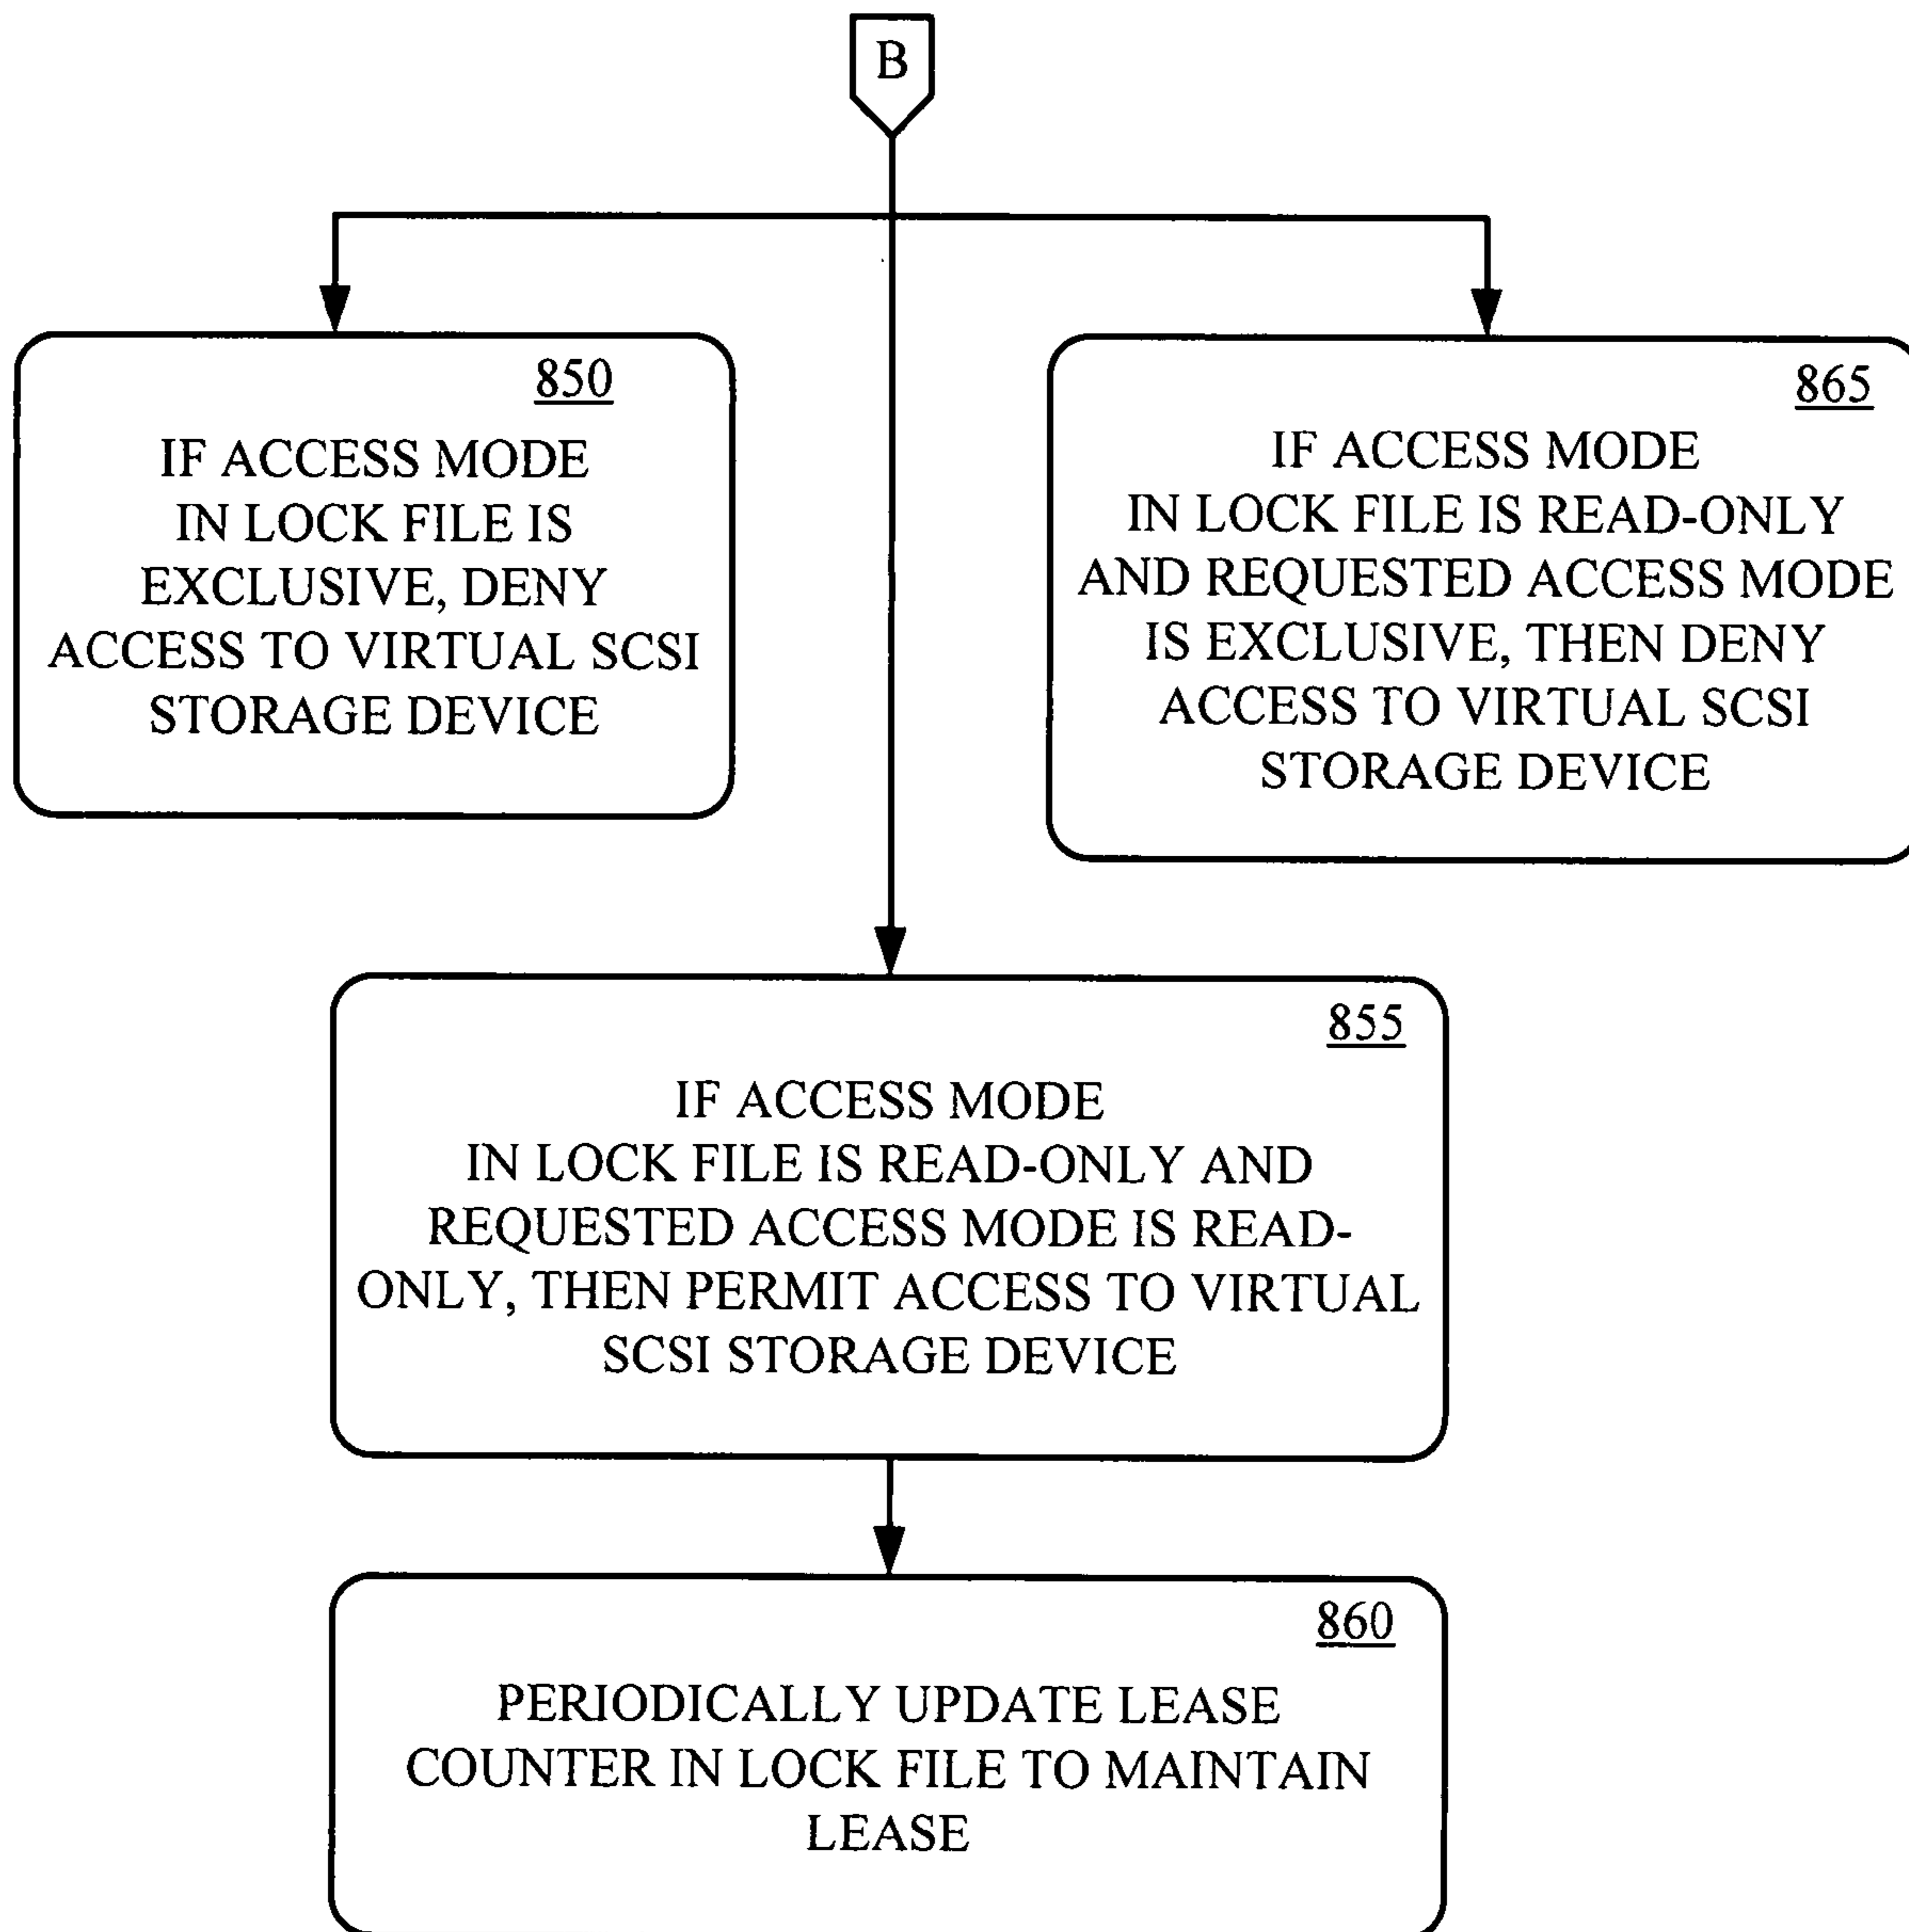 B
850
IF ACCESS MODE
IN LOCK FILE IS
EXCLUSIVE, DENY
ACCESS TO VIRTUAL SCSI
STORAGE DEVICE
865
IF ACCESS MODE
IN LOCK FILE IS READ-ONLY
AND REQUESTED ACCESS MODE
IS EXCLUSIVE, THEN DENY
ACCESS TO VIRTUAL SCSI
STORAGE DEVICE
855
IF ACCESS MODE
IN LOCK FILE IS READ-ONLY AND
REQUESTED ACCESS MODE IS READ-
ONLY, THEN PERMIT ACCESS TO VIRTUAL
SCSI STORAGE DEVICE
860
PERIODICALLY UPDATE LEASE
COUNTER IN LOCK FILE TO MAINTAIN
LEASE